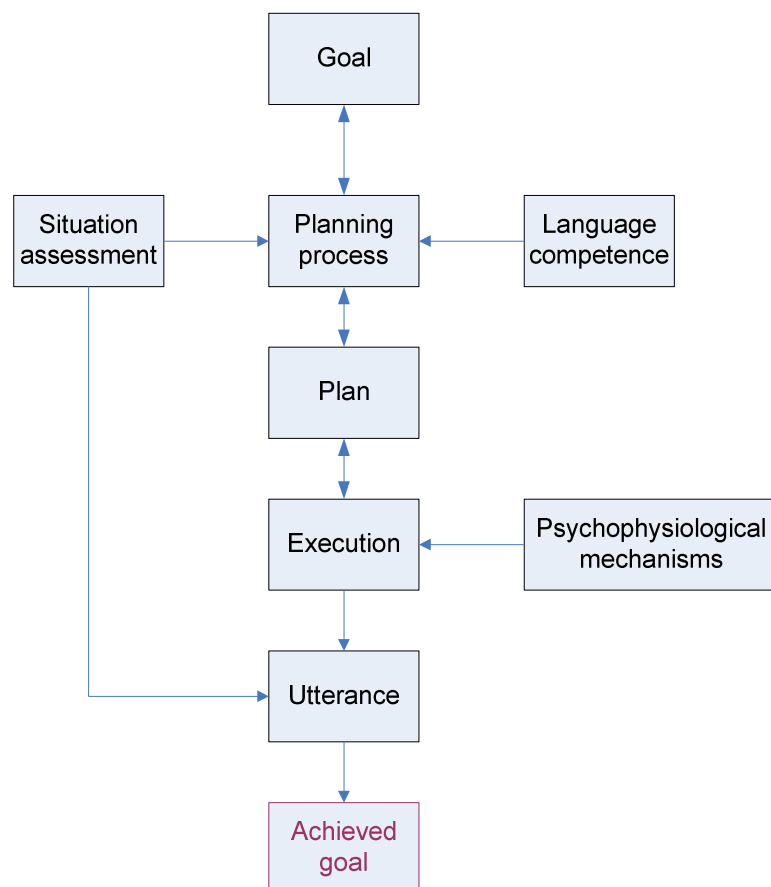 Goal
Situation
assessment
Planning
process
Language
competence
Plan
Execution
Psychophysiological
mechanisms
Utterance
Achieved
goal